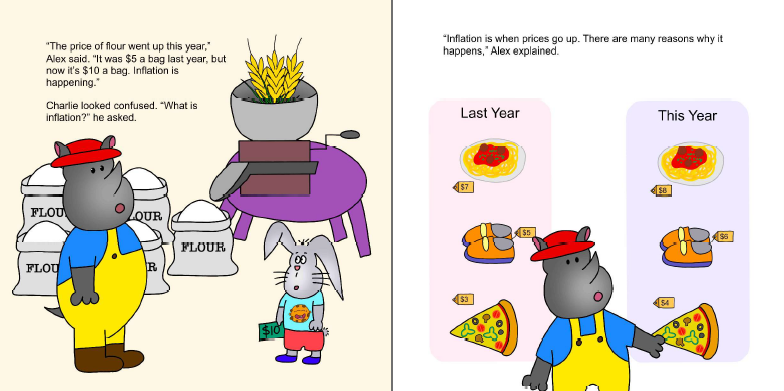 "The price of flour went up this year,"
Alex said. "It was $5 a bag last year, but
now it's $10 a bag. Inflation is
happening."
Charlie looked confused. "What is
inflation?" he asked.
FLOU
OUR
FLOUR
FLOU
R
$10
"Inflation is when prices go up. There are many reasons why it
happens," Alex explained.
Last Year
This Year
$7
$8
$5
$6
$3
$4